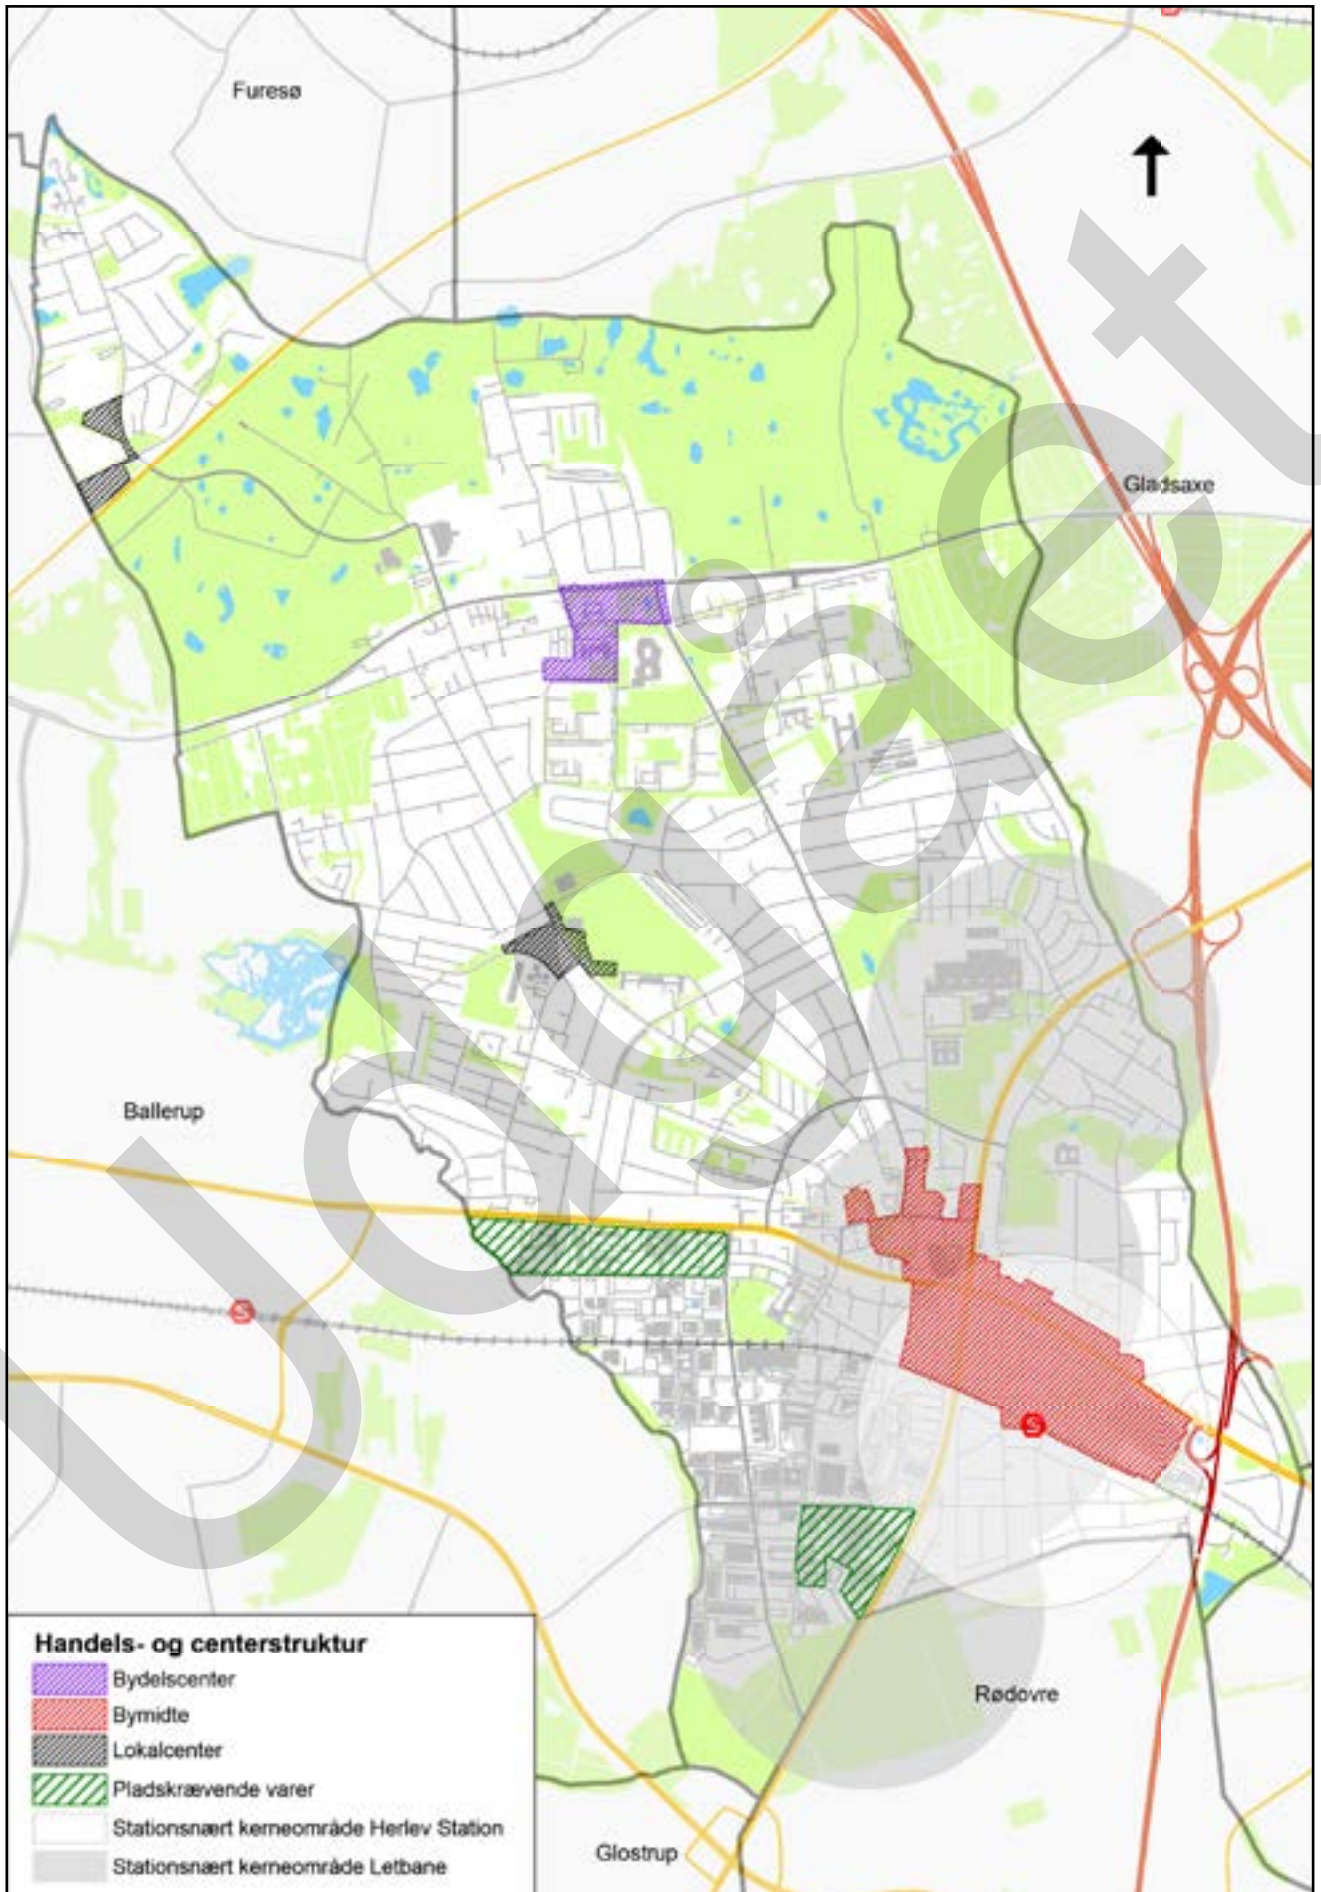 Furesø
Gladsaxe
Ballerup
Rødovre
Glostrup
Udgået
S
S
Handels- og centerstruktur
Bydelscenter
Bymidte
Lokalcenter
Pladskrævende varer
Stationsnært kerneområde Herlev Station
Stationsnært kerneområde Letbane